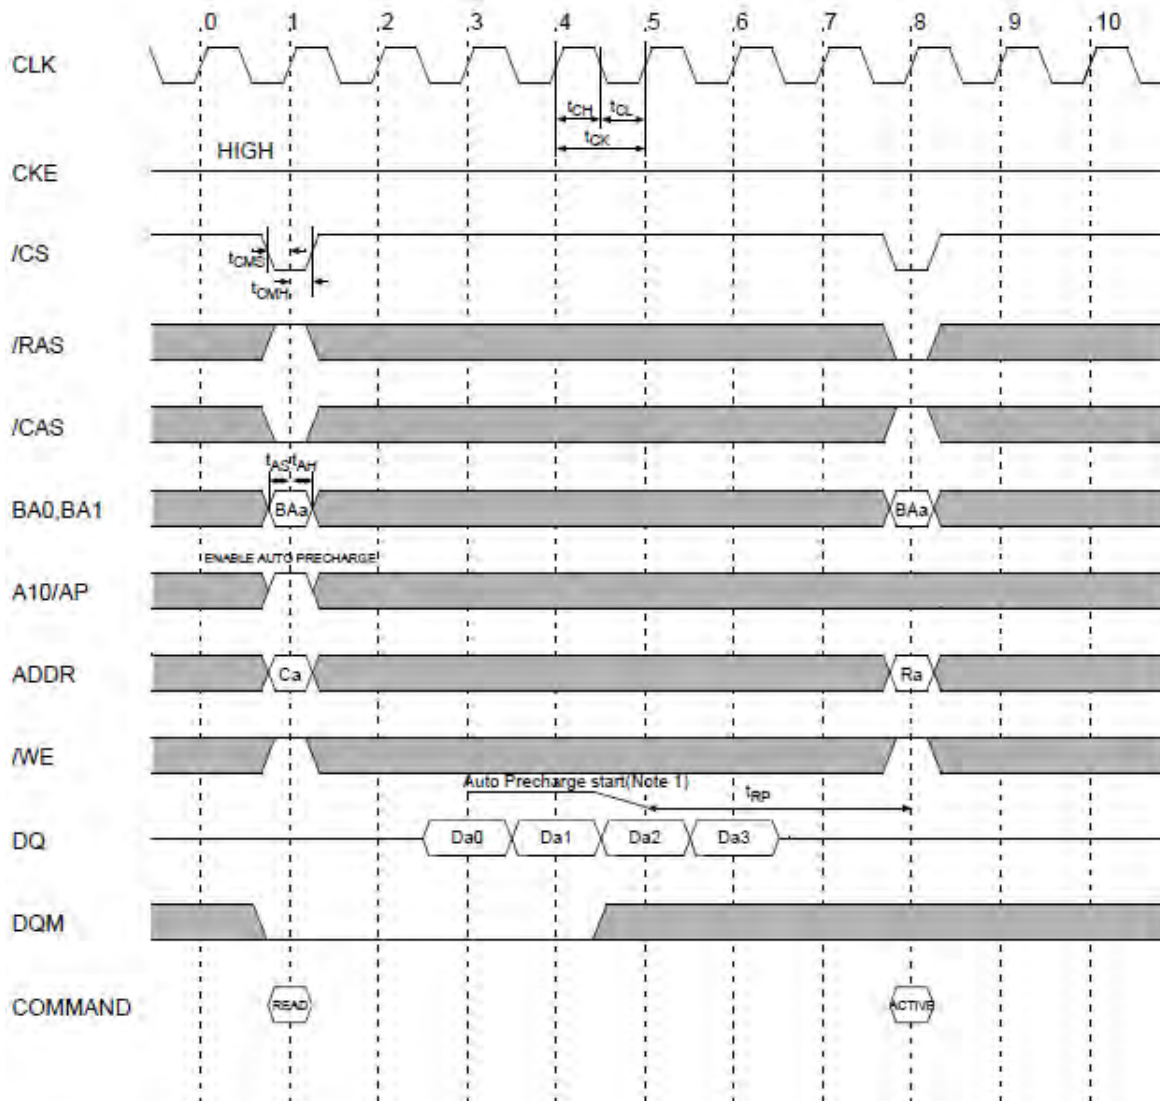 0 1 2 3 4 5 6 7 8 9 10
CLK
tCH tCL
tCK
HIGH
CKE
/CS
tCMS
tCMH
/RAS
/CAS
tAS tAH
BA0,BA1 BAa BAa
ENABLE AUTO PRECHARGE
A10/AP
ADDR Ca Ra
/WE
Auto Precharge start(Note 1) tRP
DQ Da0 Da1 Da2 Da3
DQM
COMMAND READ ACTIVE